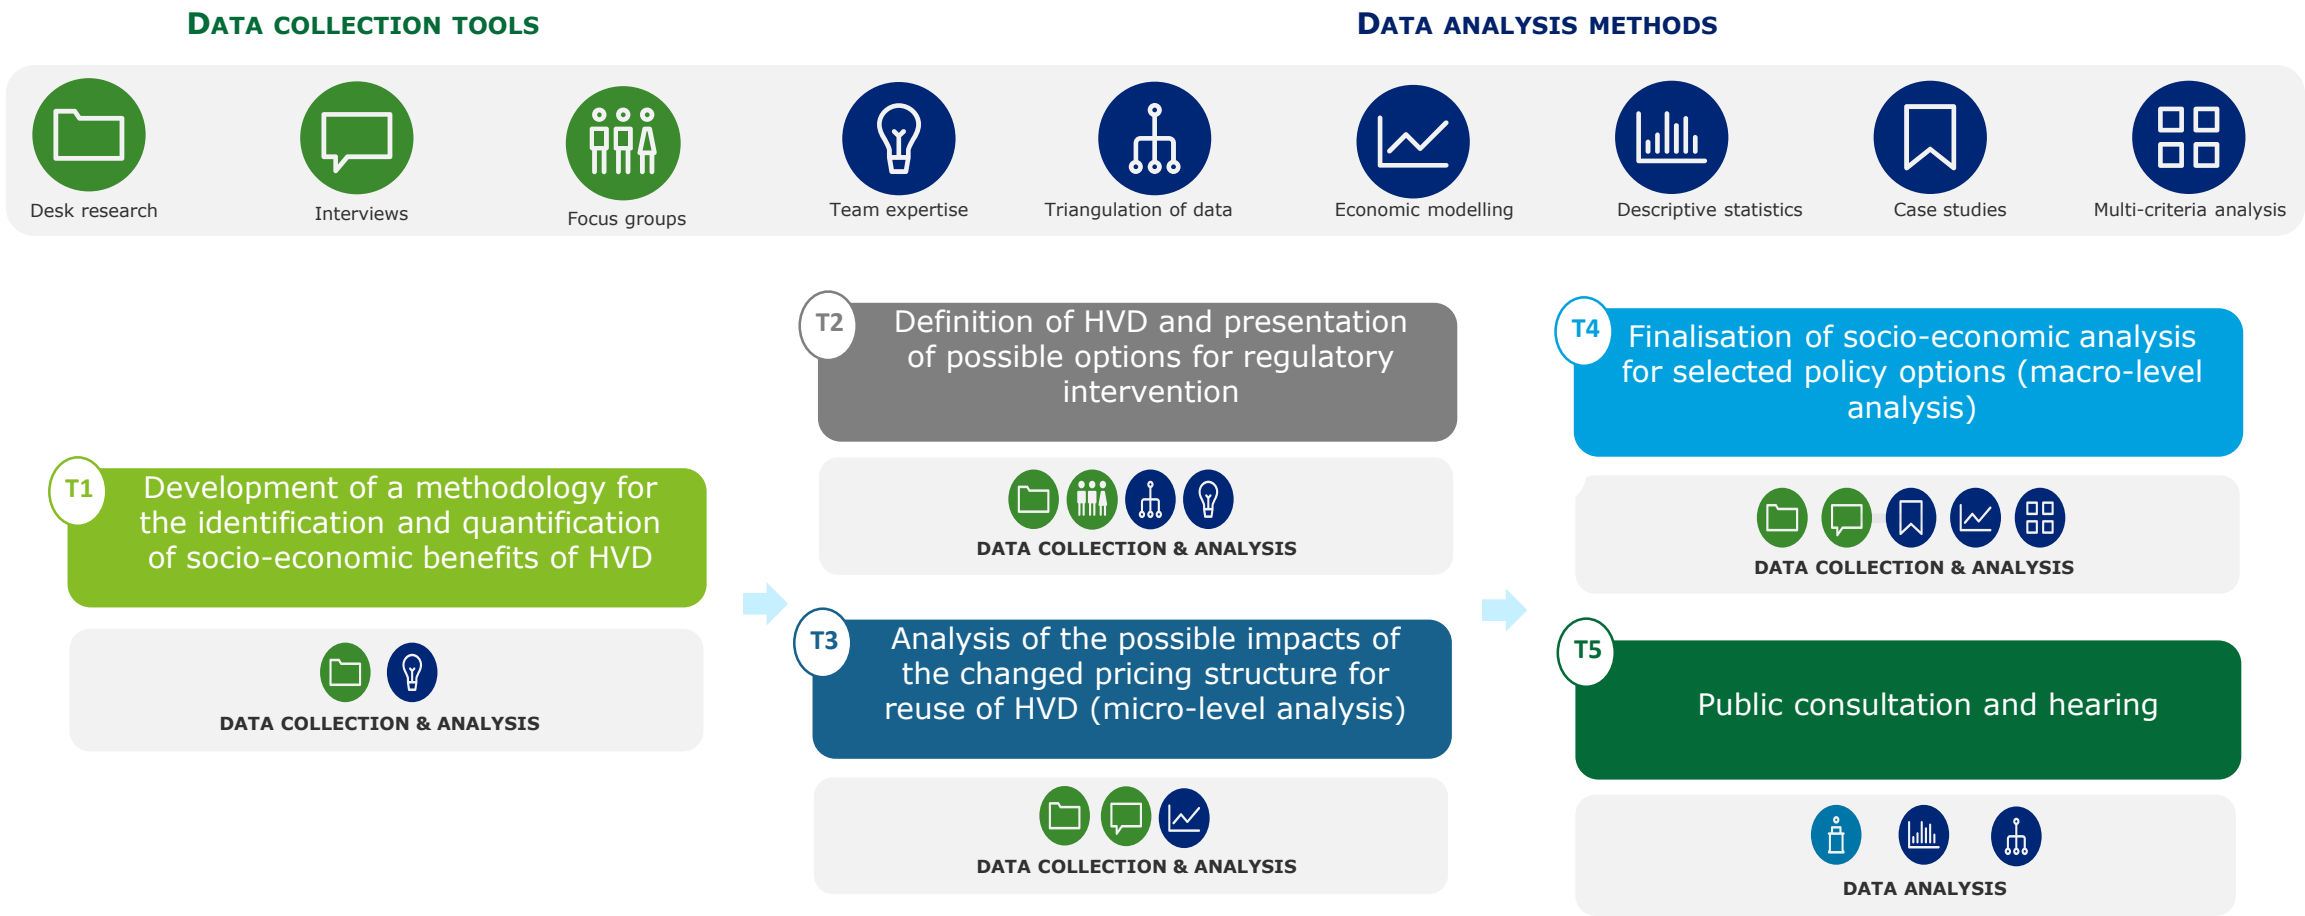 DATA COLLECTION TOOLS
DATA ANALYSIS METHODS
Desk research
Interviews
Focus groups
Team expertise
Triangulation of data
Economic modelling
Descriptive statistics
Case studies
Multi-criteria analysis
T1
Development of a methodology for
the identification and quantification
of socio-economic benefits of HVD
DATA COLLECTION & ANALYSIS
T2
Definition of HVD and presentation
of possible options for regulatory
intervention
DATA COLLECTION & ANALYSIS
T3
Analysis of the possible impacts of
the changed pricing structure for
reuse of HVD (micro-level analysis)
DATA COLLECTION & ANALYSIS
T4
Finalisation of socio-economic analysis
for selected policy options (macro-level
analysis)
DATA COLLECTION & ANALYSIS
T5
Public consultation and hearing
DATA ANALYSIS